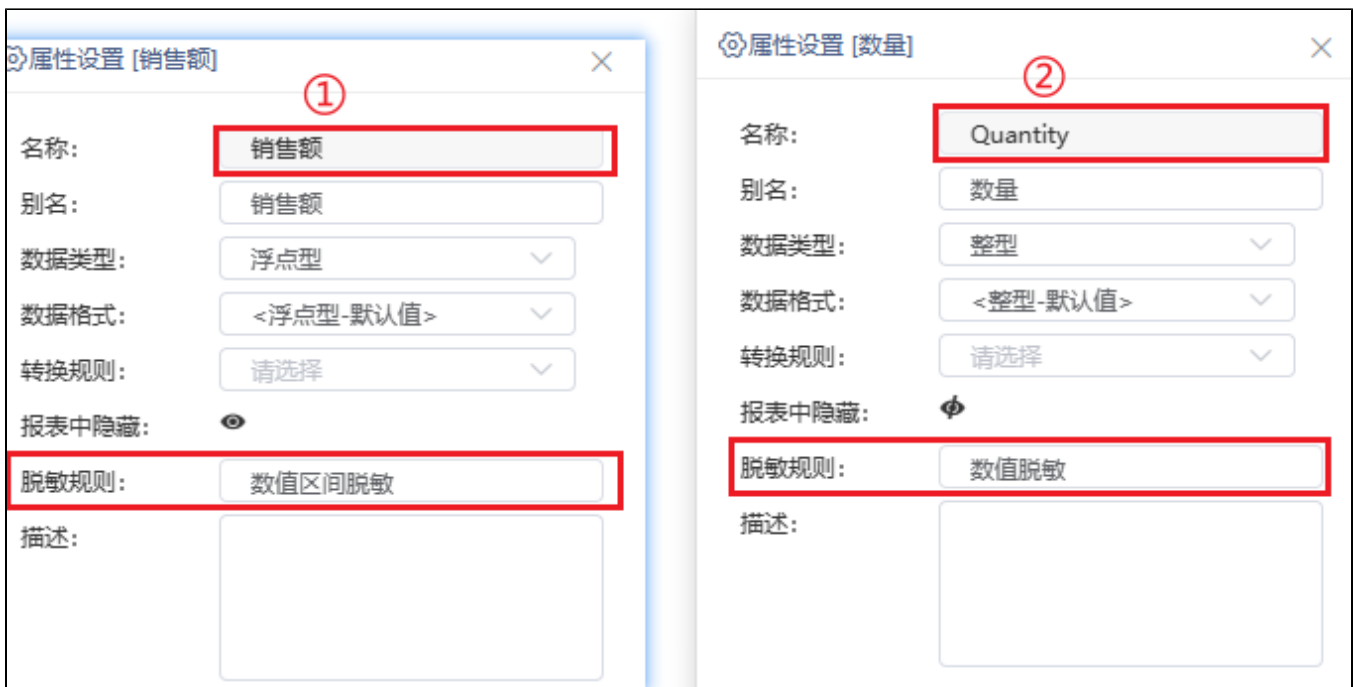 属性设置 [销售额]
①
名称：
销售额
别名：
销售额
数据类型：
浮点型
数据格式：
<浮点型-默认值>
转换规则：
请选择
报表中隐藏：
脱敏规则：
数值区间脱敏
描述：
属性设置 [数量]
②
名称：
Quantity
别名：
数量
数据类型：
整型
数据格式：
<整型-默认值>
转换规则：
请选择
报表中隐藏：
脱敏规则：
数值脱敏
描述：